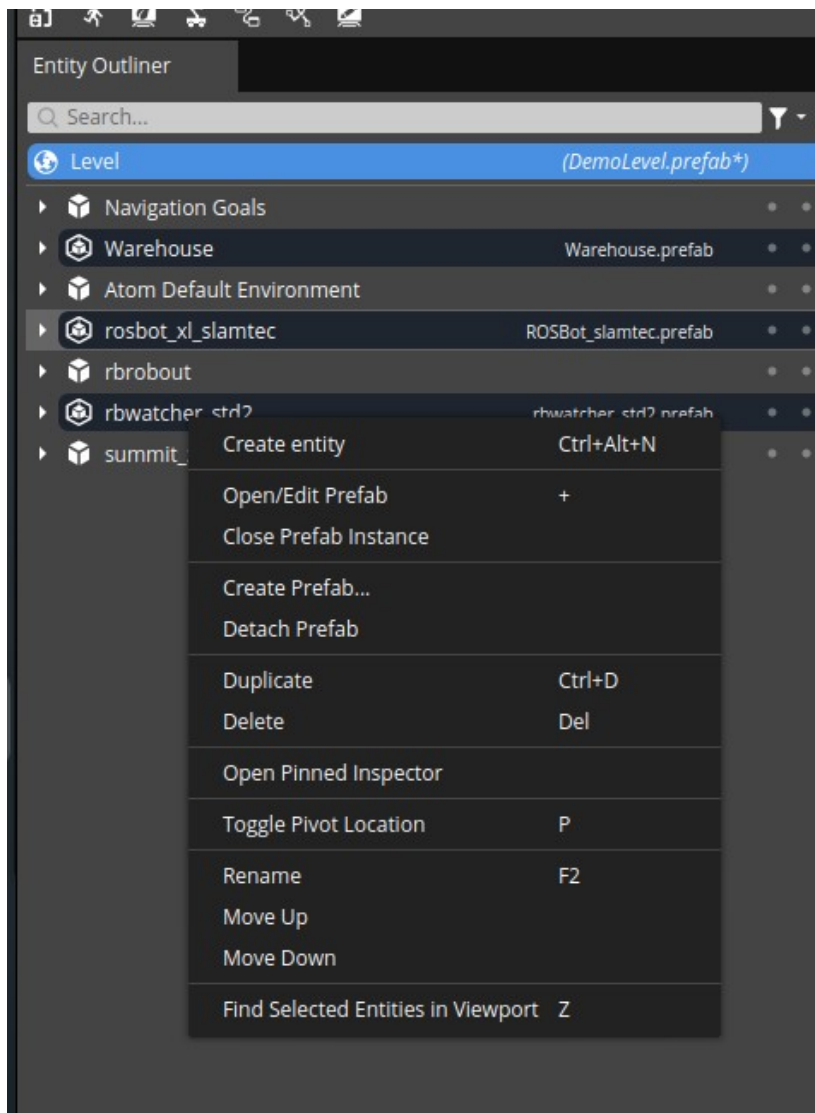 Entity Outliner
Search...
Level (DemoLevel.prefab*)
Navigation Goals
Warehouse Warehouse.prefab
Atom Default Environment
rosbot_xl_slamtec ROSBot_slamtec.prefab
rbrobout
rbwatcher_std2 rbwatcher_std2.prefab
summit_
Create entity Ctrl+Alt+N
Open/Edit Prefab +
Close Prefab Instance
Create Prefab...
Detach Prefab
Duplicate Ctrl+D
Delete Del
Open Pinned Inspector
Toggle Pivot Location P
Rename F2
Move Up
Move Down
Find Selected Entities in Viewport Z